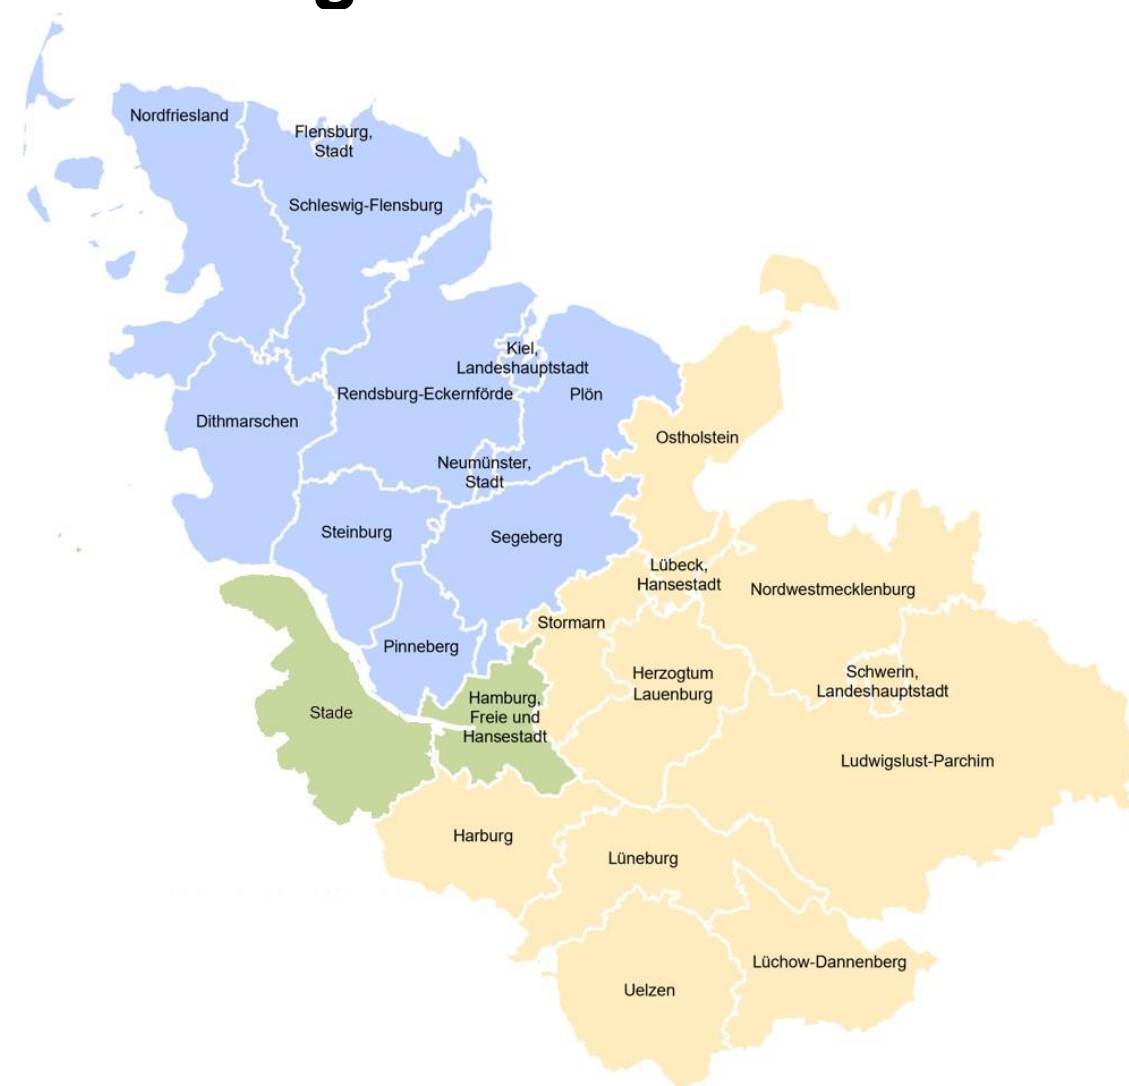 Nordfriesland
Flensburg,
Stadt
Schleswig-Flensburg
Kiel,
Landeshauptstadt
Rendsburg-Eckernförde
Plön
Dithmarschen
Ostholstein
Neumünster,
Stadt
Steinburg
Segeberg
Lübeck,
Hansestadt
Nordwestmecklenburg
Stormarn
Pinneberg
Herzogtum
Lauenburg
Schwerin,
Landeshauptstadt
Hamburg,
Freie und
Hansestadt
Stade
Ludwigslust-Parchim
Harburg
Lüneburg
Lüchow-Dannenberg
Uelzen